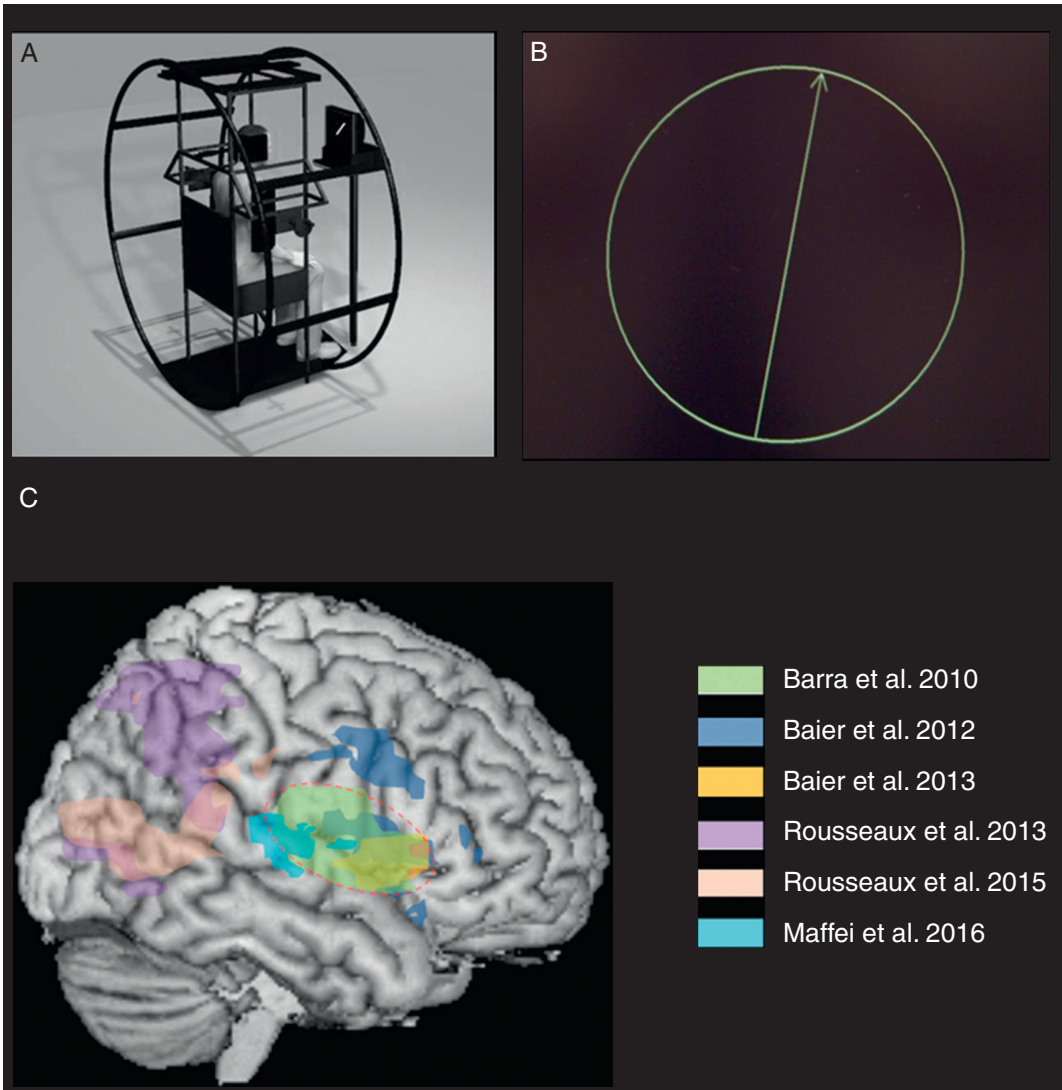 A
B
C
Barra et al. 2010
Baier et al. 2012
Baier et al. 2013
Rousseaux et al. 2013
Rousseaux et al. 2015
Maffei et al. 2016